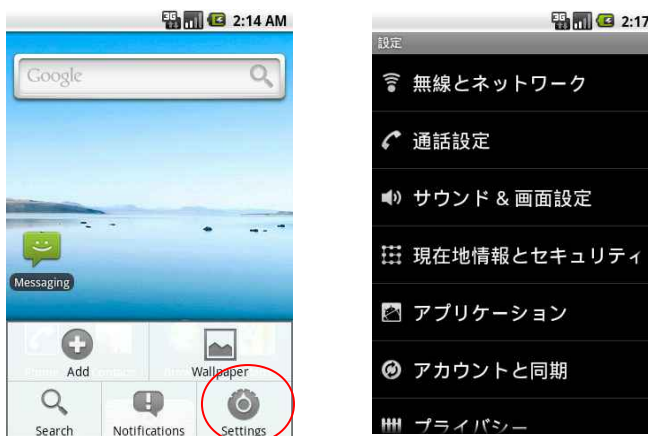 2:14 AM
Google
Messaging
Add
Wallpaper
Search
Notifications
Settings
2:17
設定
無線とネットワーク
通話設定
サウンド & 画面設定
現在地情報とセキュリティ
アプリケーション
アカウントと同期
プライバシー